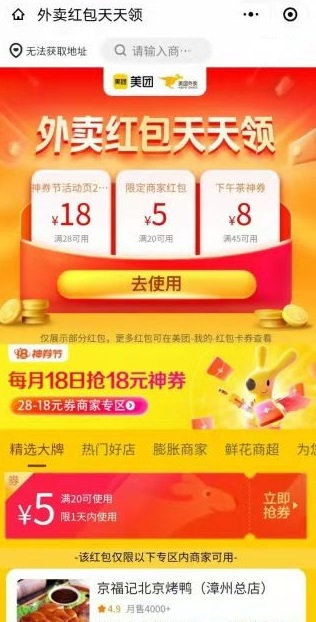 外卖红包天天领
无法获取地址
请输入商...
美团 美团 美团外卖
外卖红包天天领
神券节活动页2... 限定商家红包 下午茶神券
¥18 ¥5 ¥8
满28可用 满20可用 满45可用
去使用
仅展示部分红包，更多红包可在美团-我的-红包卡券查看
18 神券节
每月18日抢18元神券
28-18元券商家专区
精选大牌 热门好店 膨胀商家 鲜花商超 为您
券
¥5 满20可使用
限1天内使用
立即
抢券
-该红包仅限以下专区内商家可用-
京福记北京烤鸭（漳州总店）
4.9 月售4000+